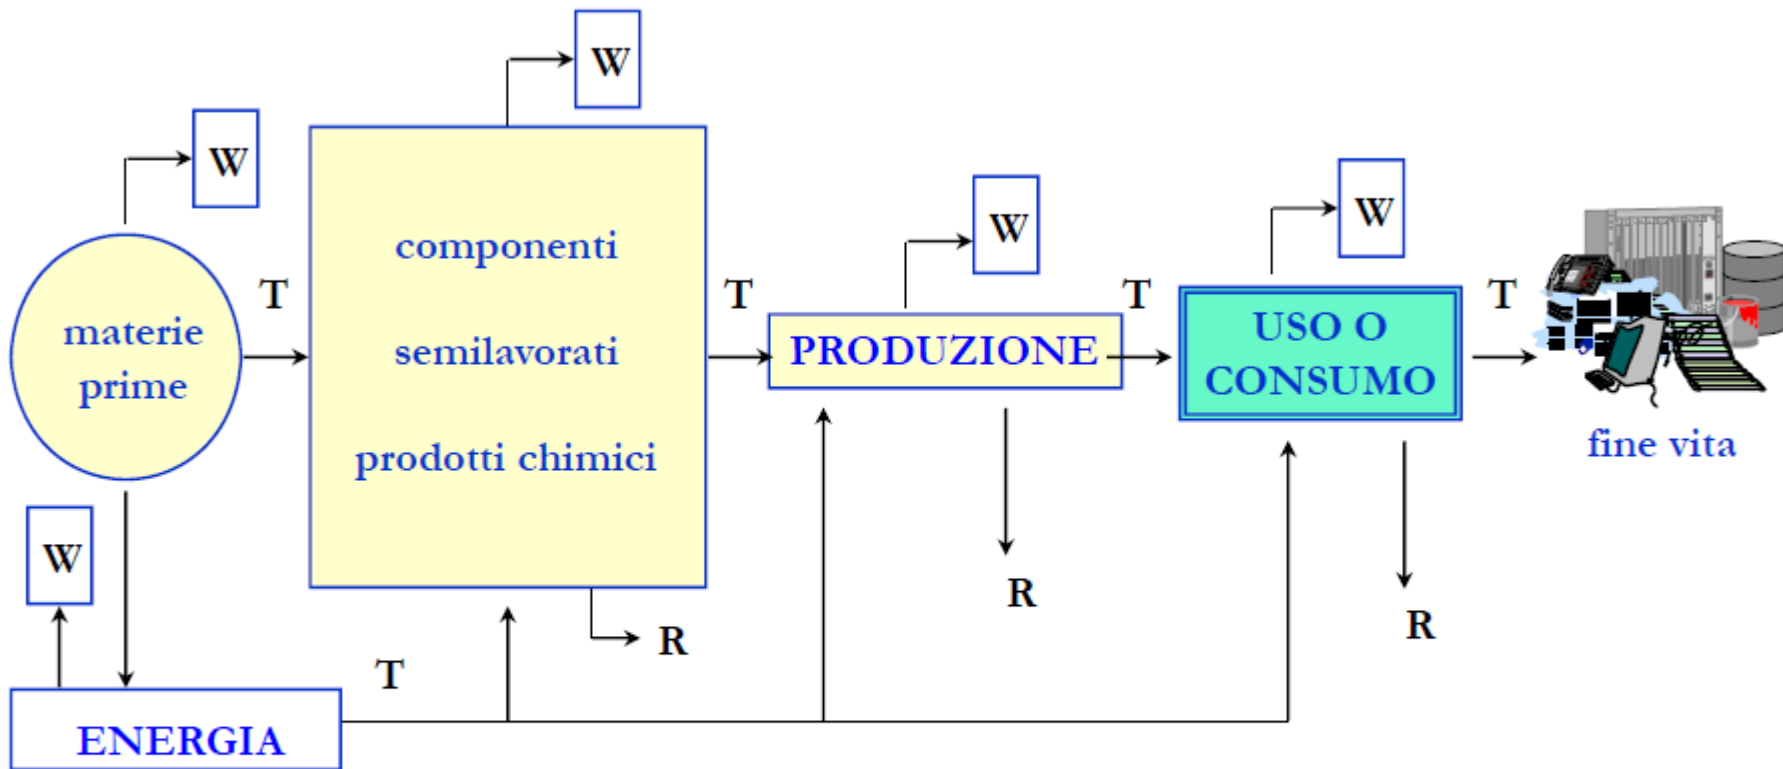 W
W
W
W
componenti
T
T
T
T
materie
prime
semilavorati
PRODUZIONE
USO O
CONSUMO
prodotti chimici
fine vita
W
R
R
R
T
ENERGIA